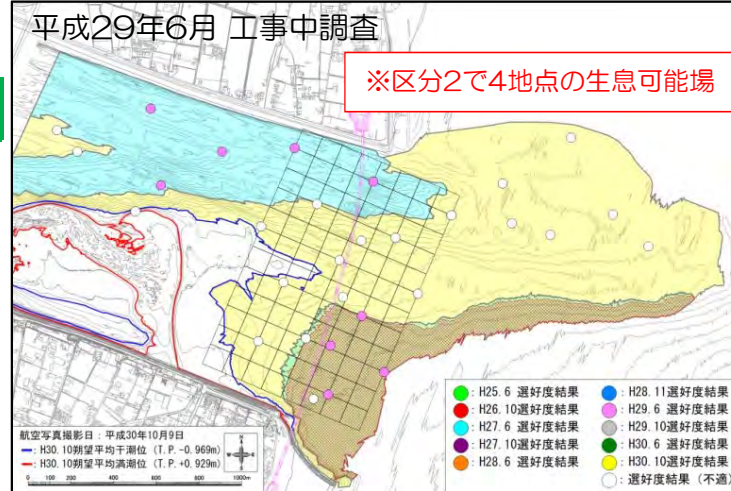 平成29年6月 工事中調査
※区分2で4地点の生息可能場
: H25. 6 選好度結果
: H26.10選好度結果
: H27. 6 選好度結果
: H27.10選好度結果
: H28. 6 選好度結果
: H28. 11選好度結果
: H29. 6 選好度結果
: H29.10選好度結果
: H30. 6 選好度結果
: H30.10選好度結果
: 選好度結果 (不適)
航空写真撮影日 : 平成30年10月9日
: H30. 10朔望平均干潮位 (T. P. -0. 969m)
: H30. 10朔望平均満潮位 (T. P. +0. 929m)
0 100 200 400 600 800 1000m